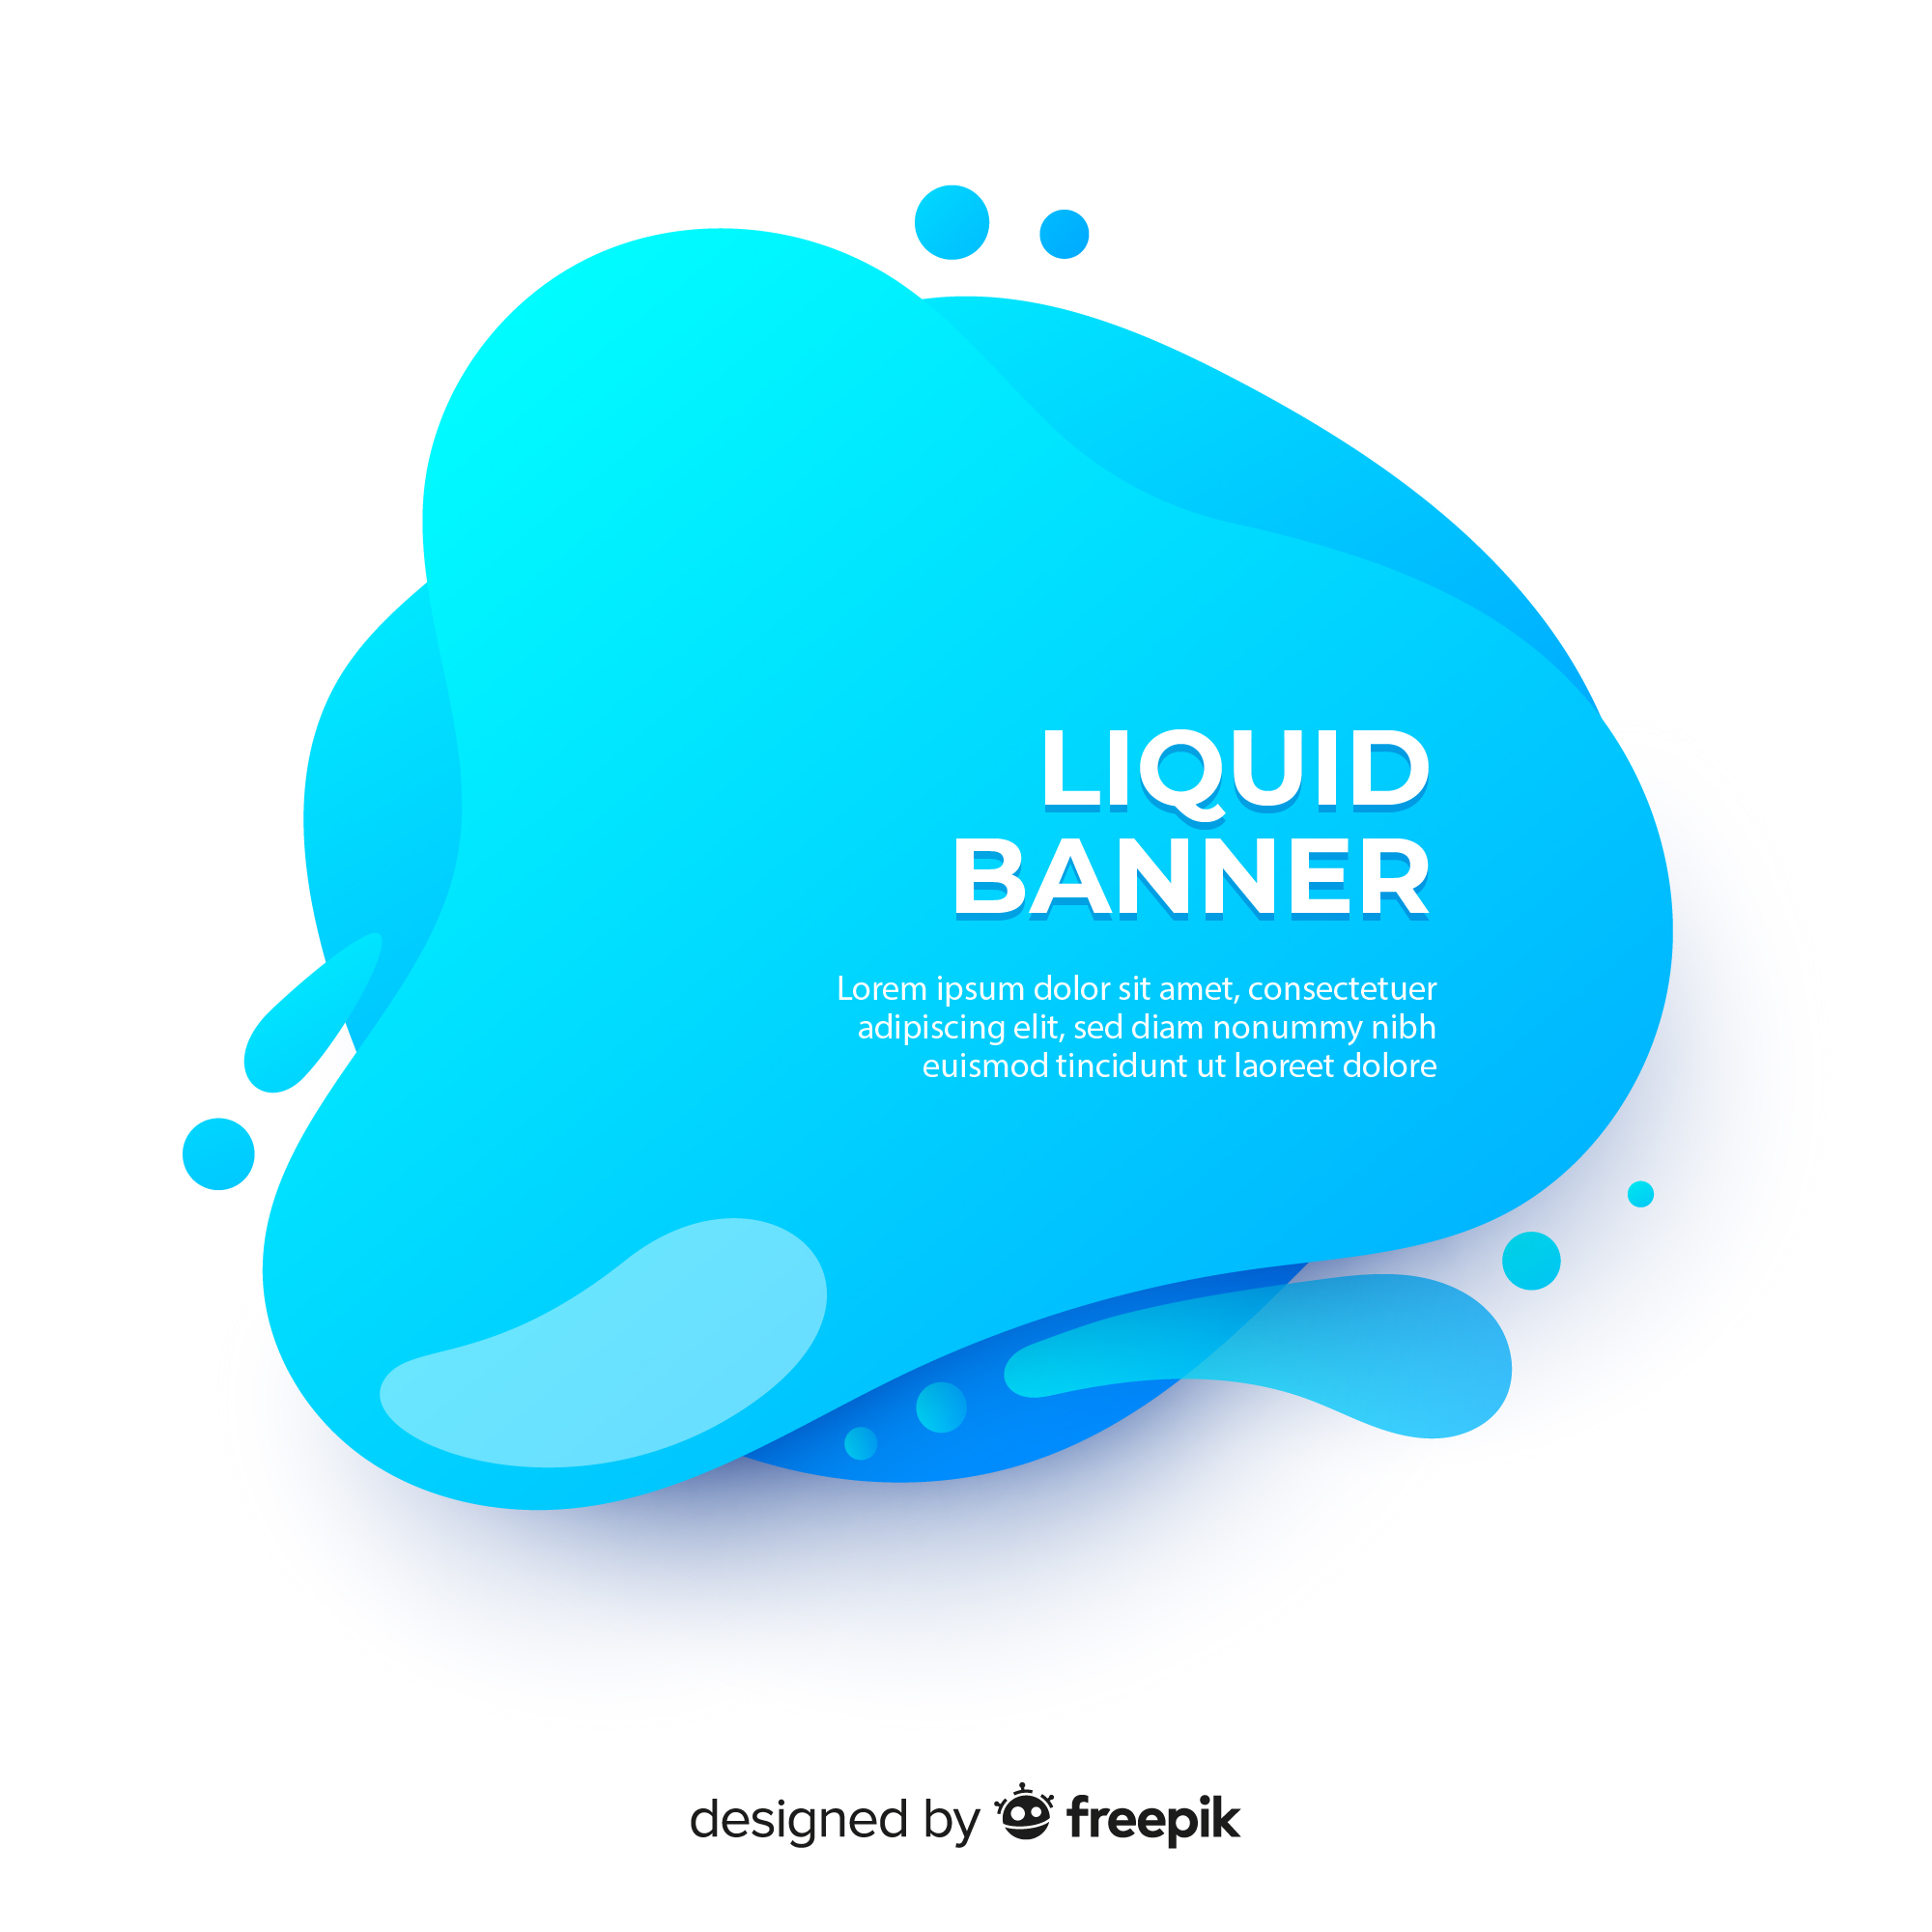 LIQUID
BANNER
Lorem ipsum dolor sit amet, consectetuer
adipiscing elit, sed diam nonummy nibh
euismod tincidunt ut laoreet dolore
designed by freepik